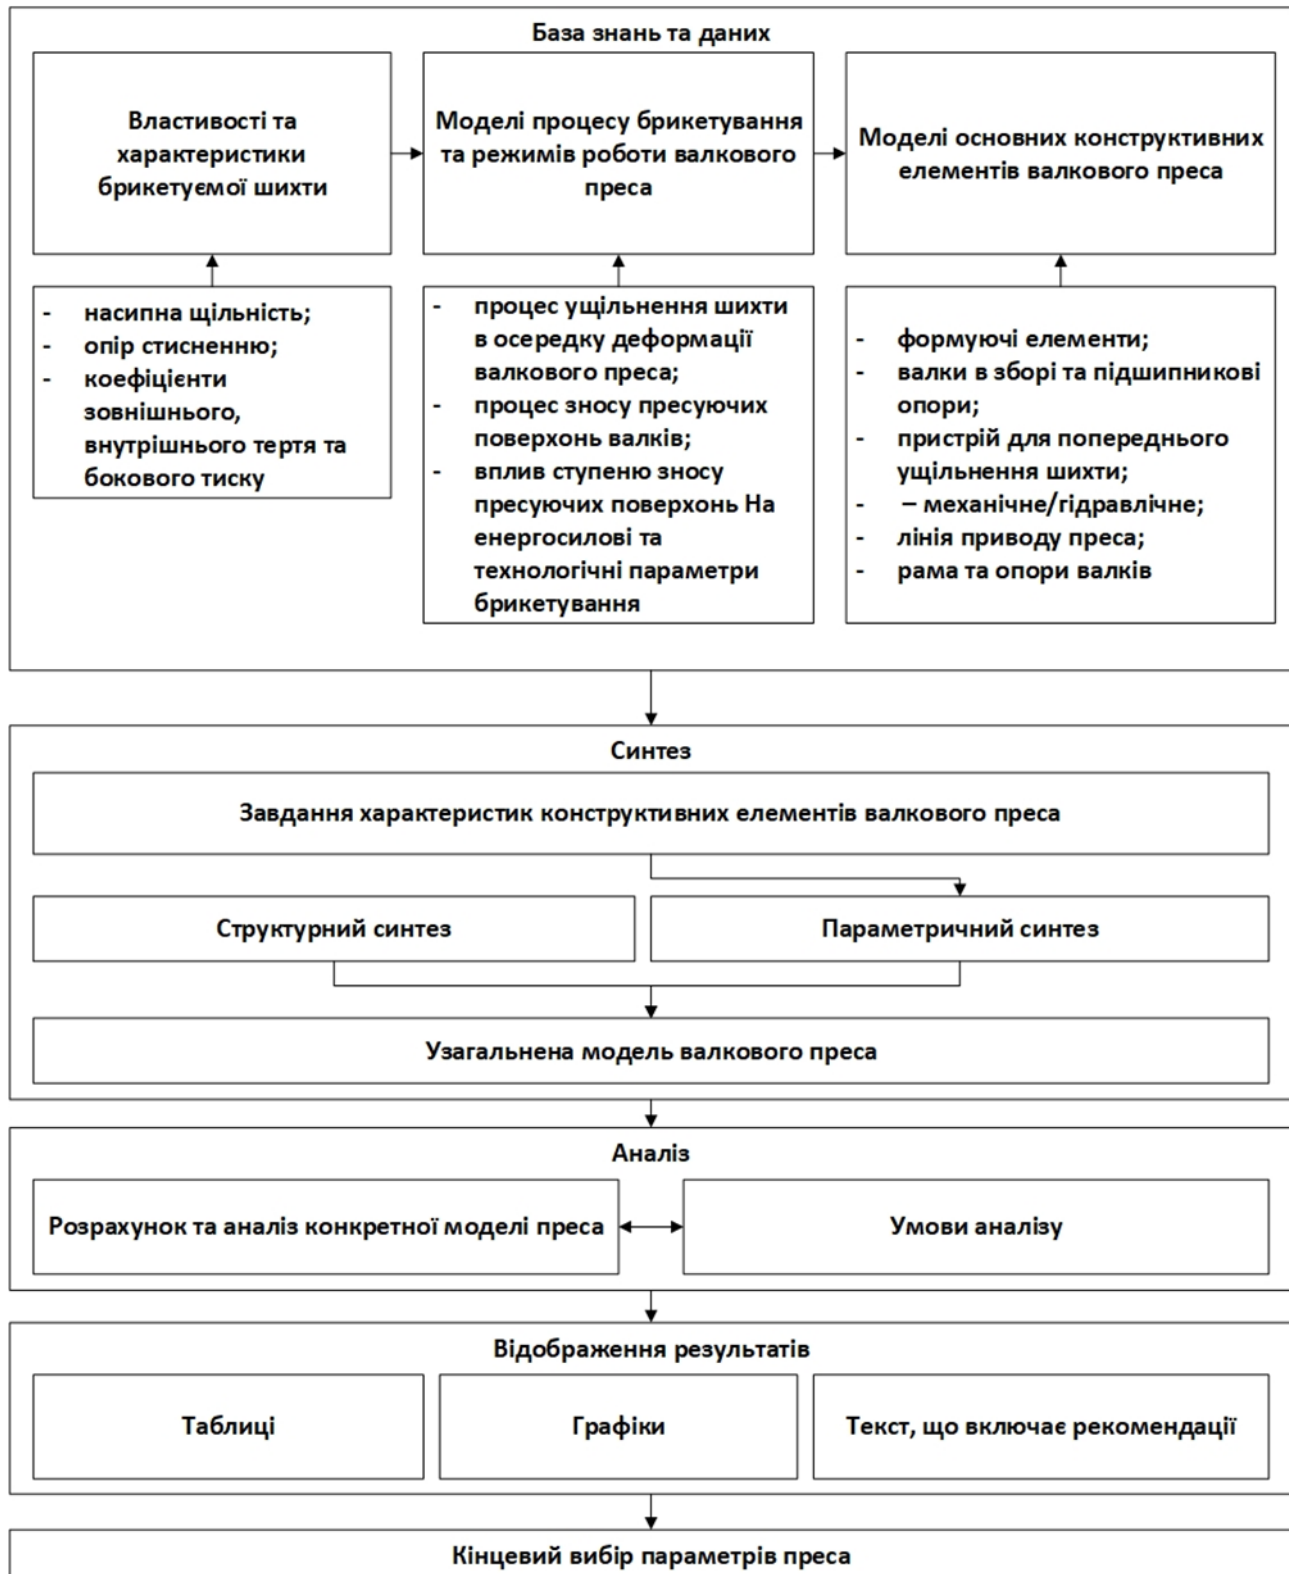 База знань та даних
Властивості та
характеристики
брикетуємої шихти
Моделі процесу брикетування
та режимів роботи валкового
преса
Моделі основних конструктивних
елементів валкового преса
- насипна щільність;
- опір стисненню;
- коефіцієнти
зовнішнього,
внутрішнього тертя та
бокового тиску
- процес ущільнення шихти
в осередку деформації
валкового преса;
- процес зносу пресуючих
поверхонь валків;
- вплив ступеню зносу
пресуючих поверхонь На
енергосилові та
технологічні параметри
брикетування
- формуючі елементи;
- валки в зборі та підшипникові
опори;
- пристрій для попереднього
ущільнення шихти;
- – механічне/гідравлічне;
- лінія приводу преса;
- рама та опори валків
Синтез
Завдання характеристик конструктивних елементів валкового преса
Структурний синтез
Параметричний синтез
Узагальнена модель валкового преса
Аналіз
Розрахунок та аналіз конкретної моделі преса
Умови аналізу
Відображення результатів
Таблиці
Графіки
Текст, що включає рекомендації
Кінцевий вибір параметрів преса